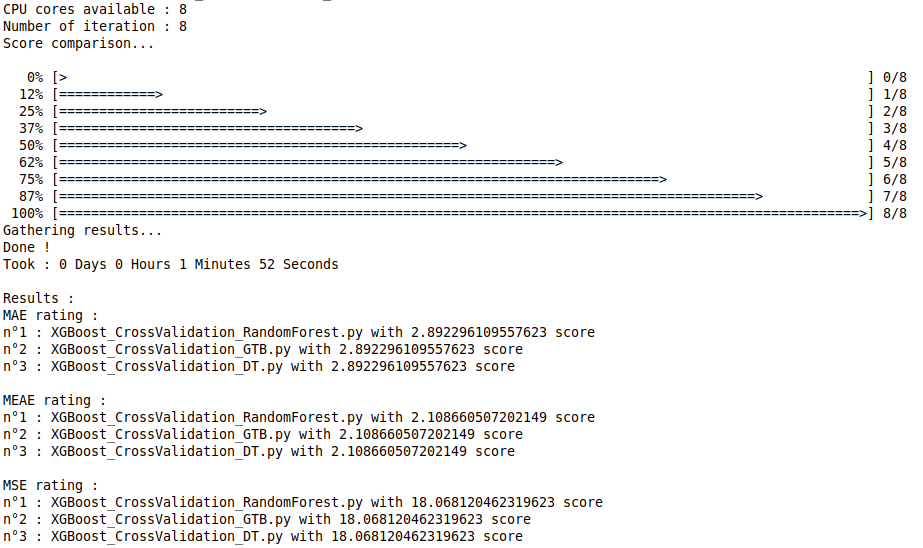 CPU cores available : 8
Number of iteration : 8
Score comparison...
0% [> ] 0/8
12% [============> ] 1/8
25% [=========================> ] 2/8
37% [=====================================> ] 3/8
50% [==================================================> ] 4/8
62% [==============================================================> ] 5/8
75% [===========================================================================> ] 6/8
87% [=======================================================================================> ] 7/8
100% [====================================================================================================>] 8/8
Gathering results...
Done !
Took : 0 Days 0 Hours 1 Minutes 52 Seconds
Results :
MAE rating :
n°1 : XGBoost_CrossValidation_RandomForest.py with 2.892296109557623 score
n°2 : XGBoost_CrossValidation_GTB.py with 2.892296109557623 score
n°3 : XGBoost_CrossValidation_DT.py with 2.892296109557623 score
MEAE rating :
n°1 : XGBoost_CrossValidation_RandomForest.py with 2.108660507202149 score
n°2 : XGBoost_CrossValidation_GTB.py with 2.108660507202149 score
n°3 : XGBoost_CrossValidation_DT.py with 2.108660507202149 score
MSE rating :
n°1 : XGBoost_CrossValidation_RandomForest.py with 18.068120462319623 score
n°2 : XGBoost_CrossValidation_GTB.py with 18.068120462319623 score
n°3 : XGBoost_CrossValidation_DT.py with 18.068120462319623 score